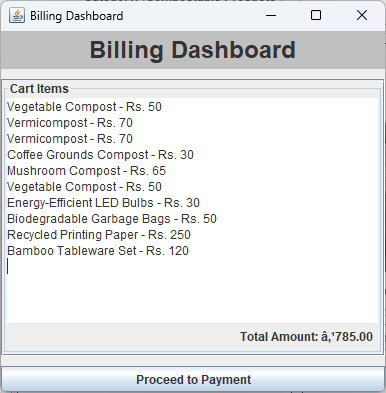 Billing Dashboard
Billing Dashboard
Cart Items
Vegetable Compost - Rs. 50
Vermicompost - Rs. 70
Vermicompost - Rs. 70
Coffee Grounds Compost - Rs. 30
Mushroom Compost - Rs. 65
Vegetable Compost - Rs. 50
Energy-Efficient LED Bulbs - Rs. 30
Biodegradable Garbage Bags - Rs. 50
Recycled Printing Paper - Rs. 250
Bamboo Tableware Set - Rs. 120
Total Amount: â‚¹785.00
Proceed to Payment